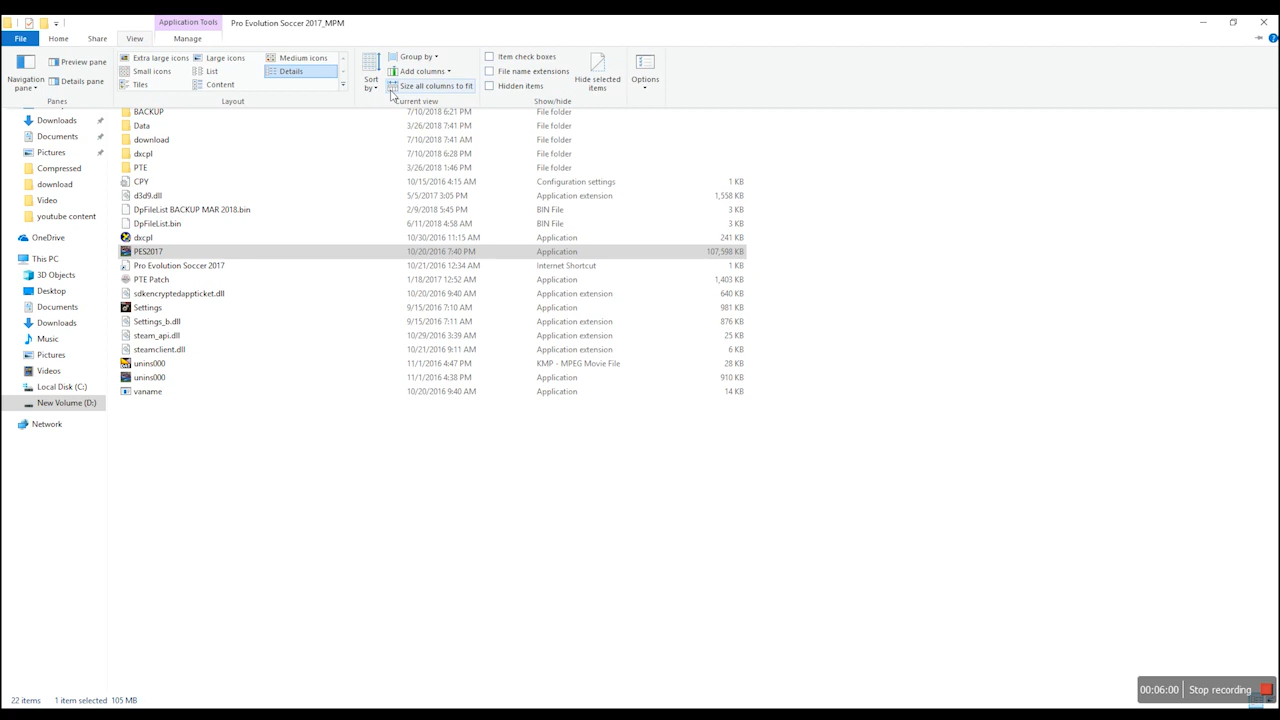 Application Tools Pro Evolution Soccer 2017_MPM
File Home Share View Manage
Navigation pane
Preview pane
Details pane
Panes
Extra large icons Large icons Medium icons
Small icons List Details
Tiles Content
Layout
Sort by
Group by
Add columns
Size all columns to fit
Current view
Item check boxes
File name extensions
Hidden items
Hide selected items
Show/hide
Options
Downloads
Documents
Pictures
Compressed
download
Video
youtube content
OneDrive
This PC
3D Objects
Desktop
Documents
Downloads
Music
Pictures
Videos
Local Disk (C:)
New Volume (D:)
Network
BACKUP 7/10/2018 6:21 PM File folder
Data 3/26/2018 7:41 PM File folder
download 7/10/2018 7:41 AM File folder
dxcpl 7/10/2018 6:28 PM File folder
PTE 3/26/2018 1:46 PM File folder
CPY 10/15/2016 4:15 AM Configuration settings 1 KB
d3d9.dll 5/5/2017 3:05 PM Application extension 1,558 KB
DpFileList BACKUP MAR 2018.bin 2/9/2018 5:45 PM BIN File 3 KB
DpFileList.bin 6/11/2018 4:58 AM BIN File 3 KB
dxcpl 10/30/2016 11:15 AM Application 241 KB
PES2017 10/20/2016 7:40 PM Application 107,598 KB
Pro Evolution Soccer 2017 10/21/2016 12:34 AM Internet Shortcut 1 KB
PTE Patch 1/18/2017 12:52 AM Application 1,403 KB
sdkencryptedappticket.dll 10/20/2016 9:40 AM Application extension 640 KB
Settings 9/15/2016 7:10 AM Application 981 KB
Settings_b.dll 9/15/2016 7:11 AM Application extension 876 KB
steam_api.dll 10/29/2016 3:39 AM Application extension 25 KB
steamclient.dll 10/21/2016 9:11 AM Application extension 6 KB
unins000 11/1/2016 4:47 PM KMP - MPEG Movie File 28 KB
unins000 11/1/2016 4:38 PM Application 910 KB
vaname 10/20/2016 9:40 AM Application 14 KB
22 items 1 item selected 105 MB
00:06:00 Stop recording